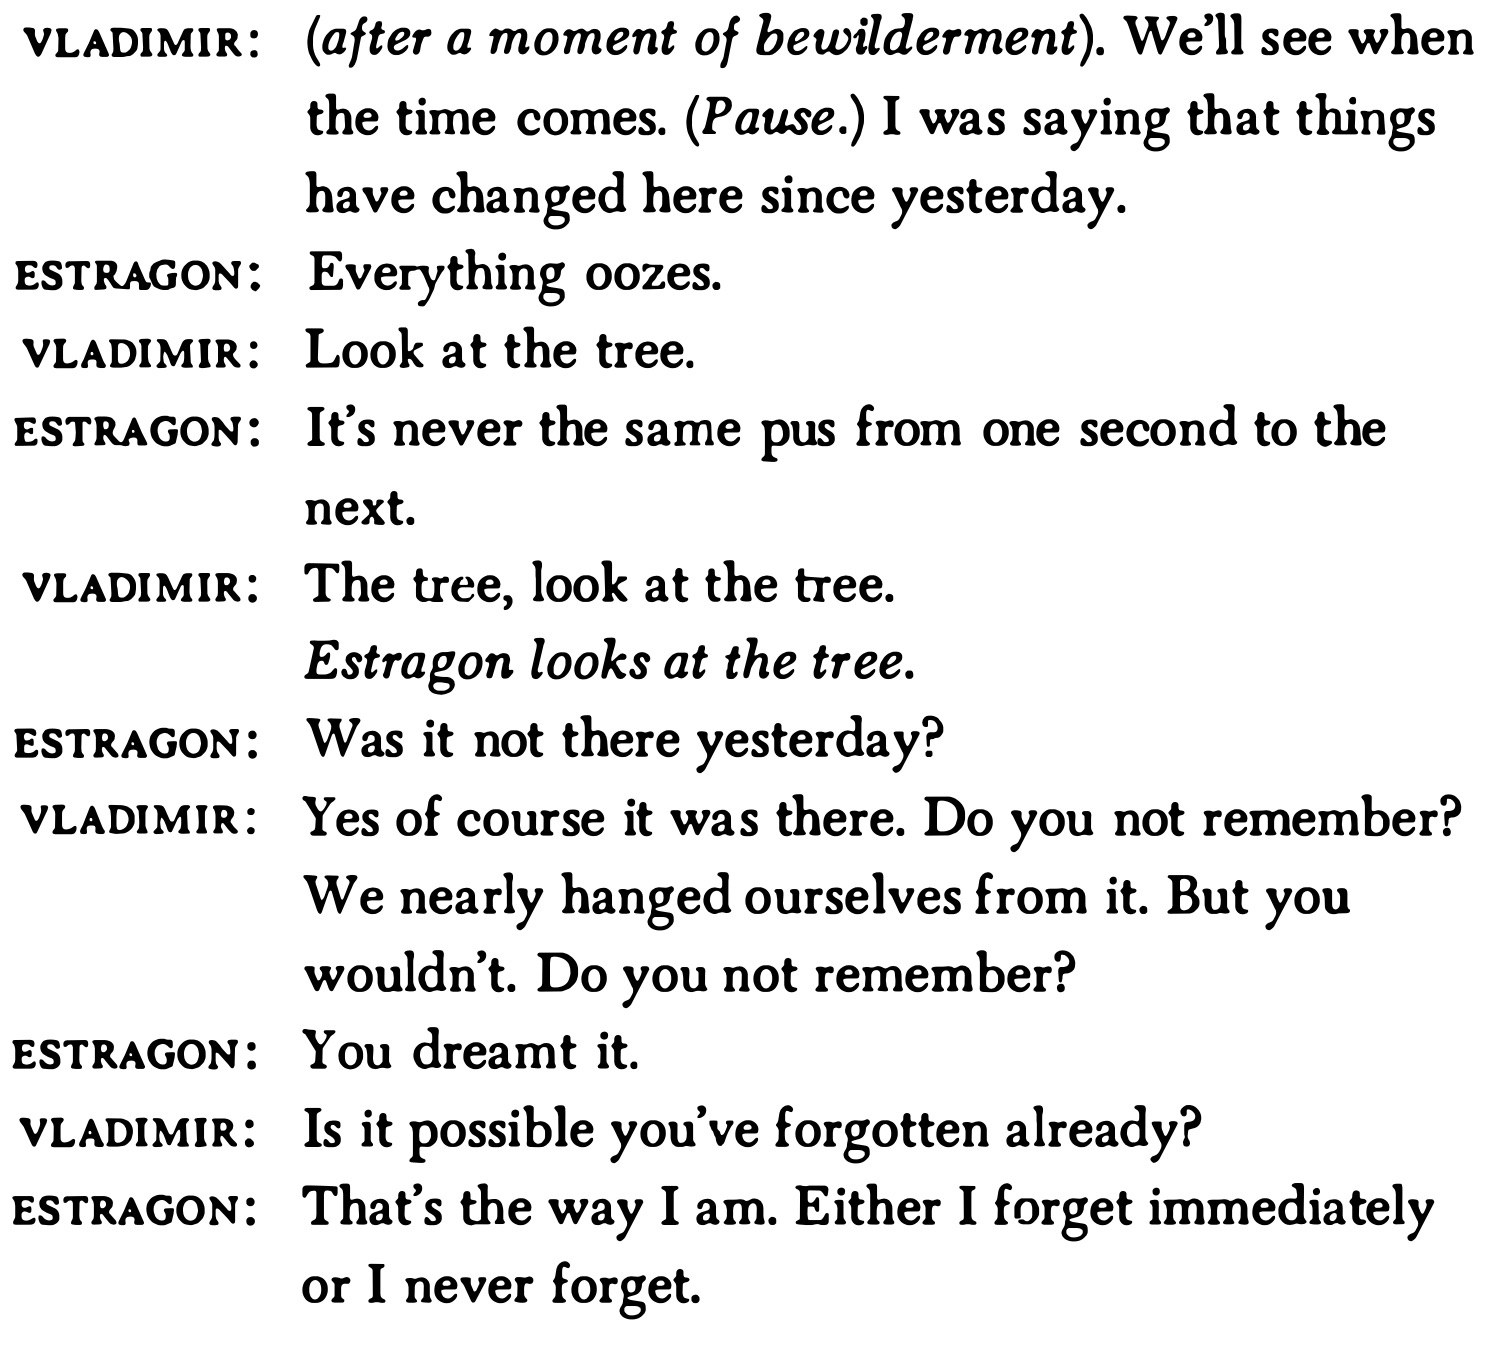 VLADIMIR: (after a moment of bewilderment). We'll see when
the time comes. (Pause.) I was saying that things
have changed here since yesterday.
ESTRAGON: Everything oozes.
VLADIMIR: Look at the tree.
ESTRAGON: It's never the same pus from one second to the
next.
VLADIMIR: The tree, look at the tree.
Estragon looks at the tree.
ESTRAGON: Was it not there yesterday?
VLADIMIR: Yes of course it was there. Do you not remember?
We nearly hanged ourselves from it. But you
wouldn't. Do you not remember?
ESTRAGON: You dreamt it.
VLADIMIR: Is it possible you've forgotten already?
ESTRAGON: That's the way I am. Either I forget immediately
or I never forget.